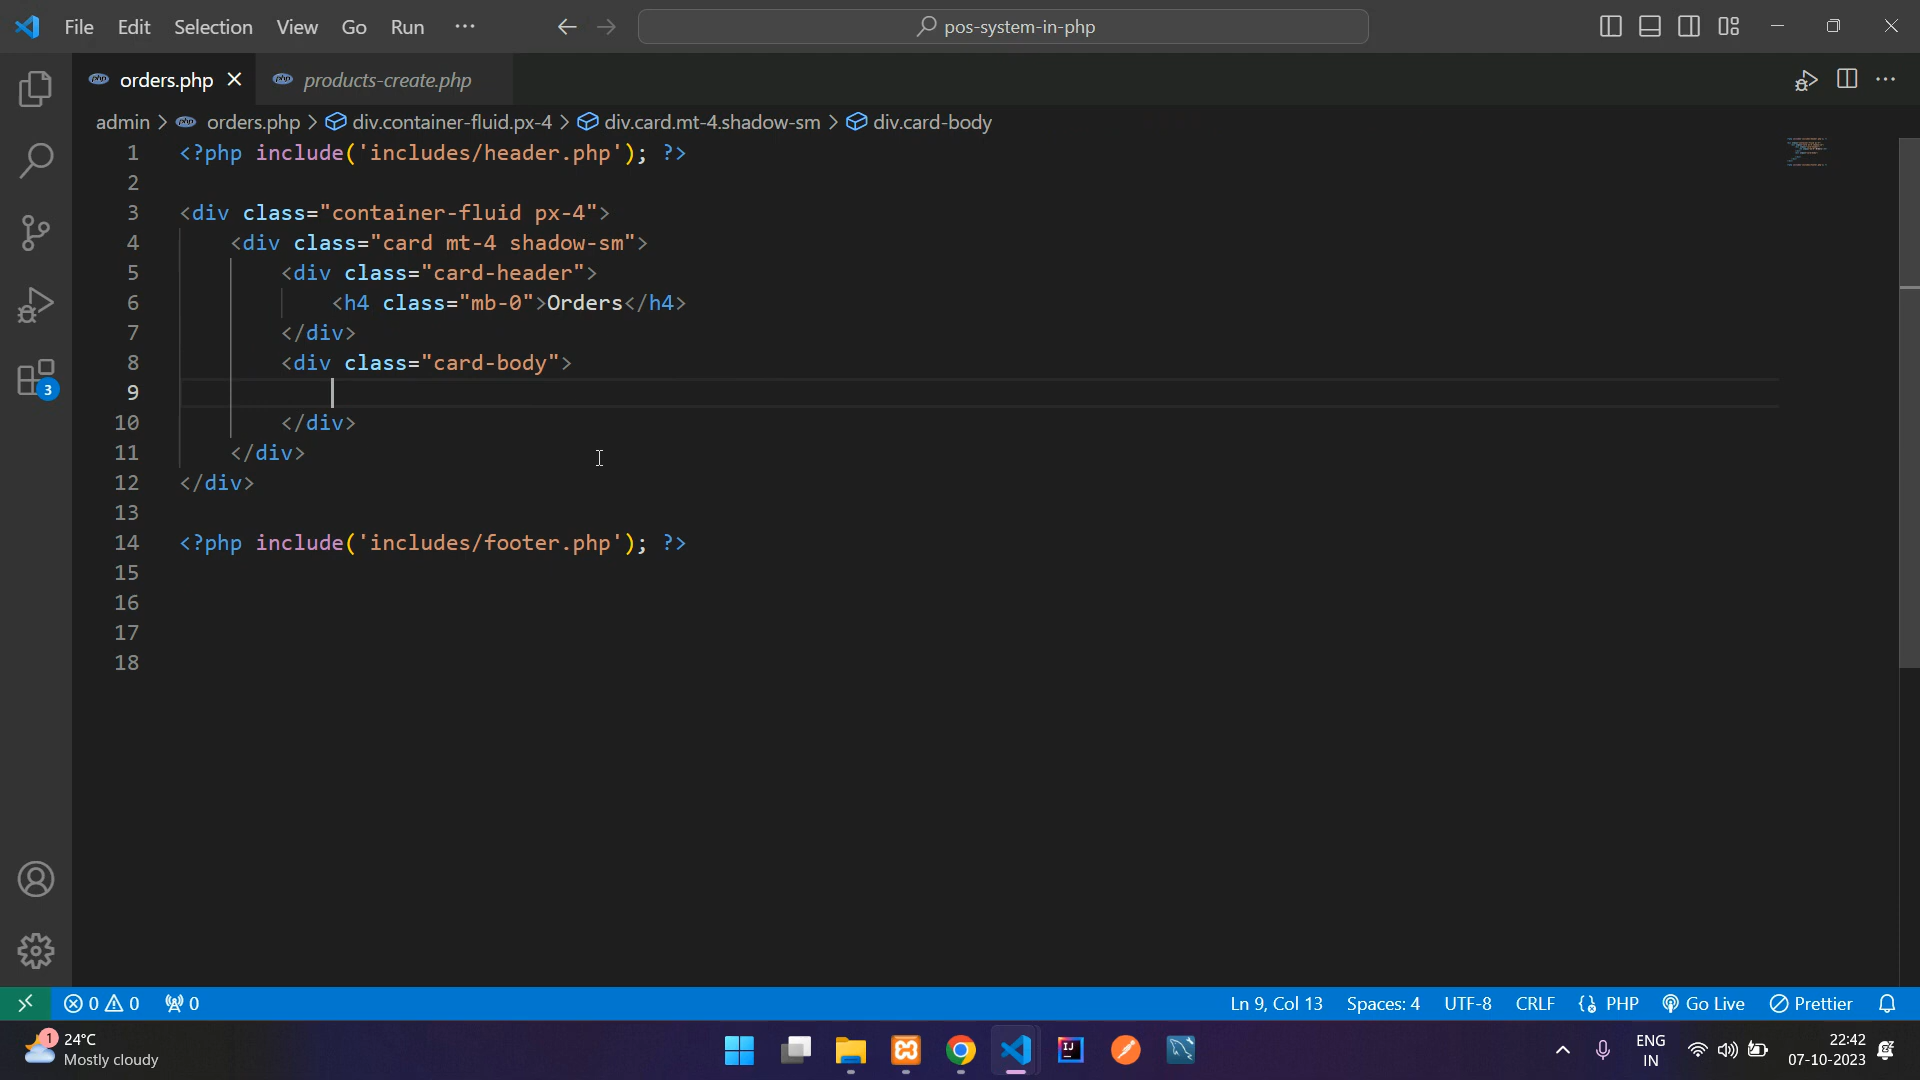 File Edit Selection View Go Run ··· pos-system-in-php
orders.php products-create.php
admin > orders.php > div.container-fluid.px-4 > div.card.mt-4.shadow-sm > div.card-body
1 <?php include('includes/header.php'); ?>
2
3 <div class="container-fluid px-4">
4 <div class="card mt-4 shadow-sm">
5 <div class="card-header">
6 <h4 class="mb-0">Orders</h4>
7 </div>
8 <div class="card-body">
9
10 </div>
11 </div>
12 </div>
13
14 <?php include('includes/footer.php'); ?>
15
16
17
18
3
0 0 0 Ln 9, Col 13 Spaces: 4 UTF-8 CRLF PHP Go Live Prettier
1
24°C
Mostly cloudy
IJ
ENG
IN
22:42
07-10-2023